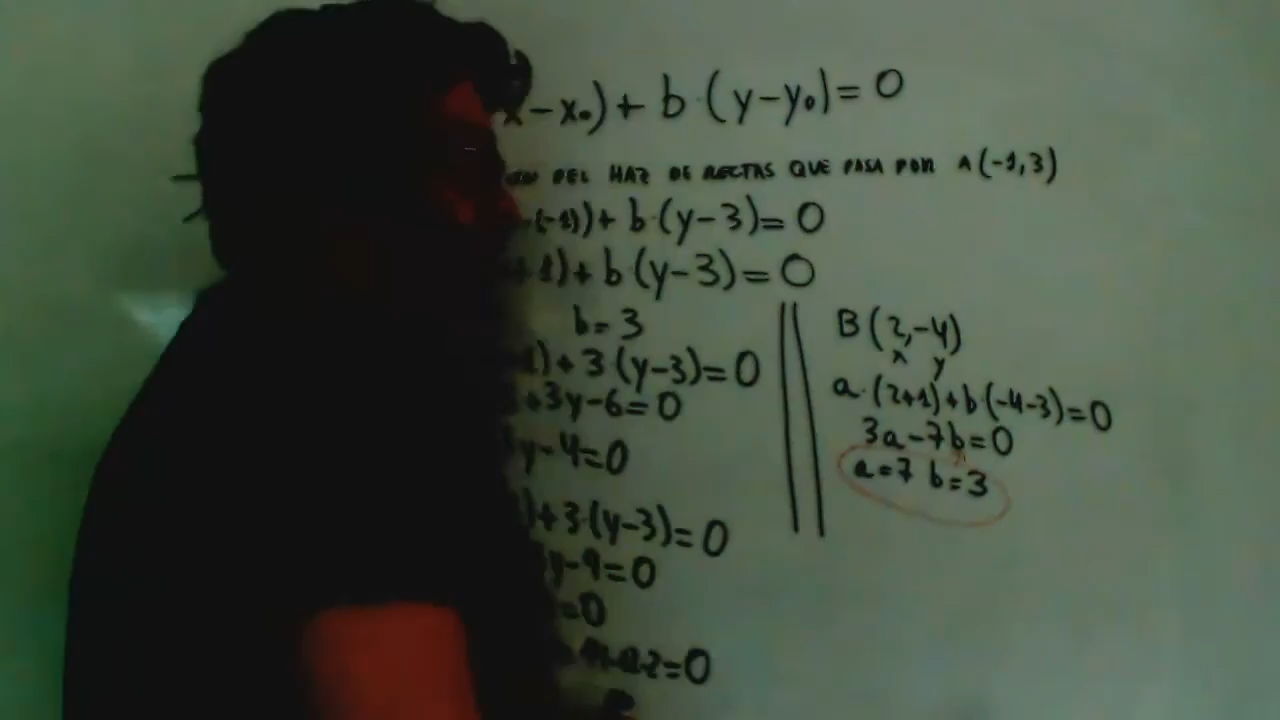 x-x₀)+b·(y-y₀)=0
DEL HAZ DE RECTAS QUE PASA POR A(-1,3)
-(-1))+b·(y-3)=0
+1)+b·(y-3)=0
b=3
1)+3·(y-3)=0
+3y-6=0
y-4=0
)+3·(y-3)=0
y-9=0
=0
=0
B(2,-4)
x y
a·(2+1)+b·(-4-3)=0
3a-7b=0
a=7 b=3